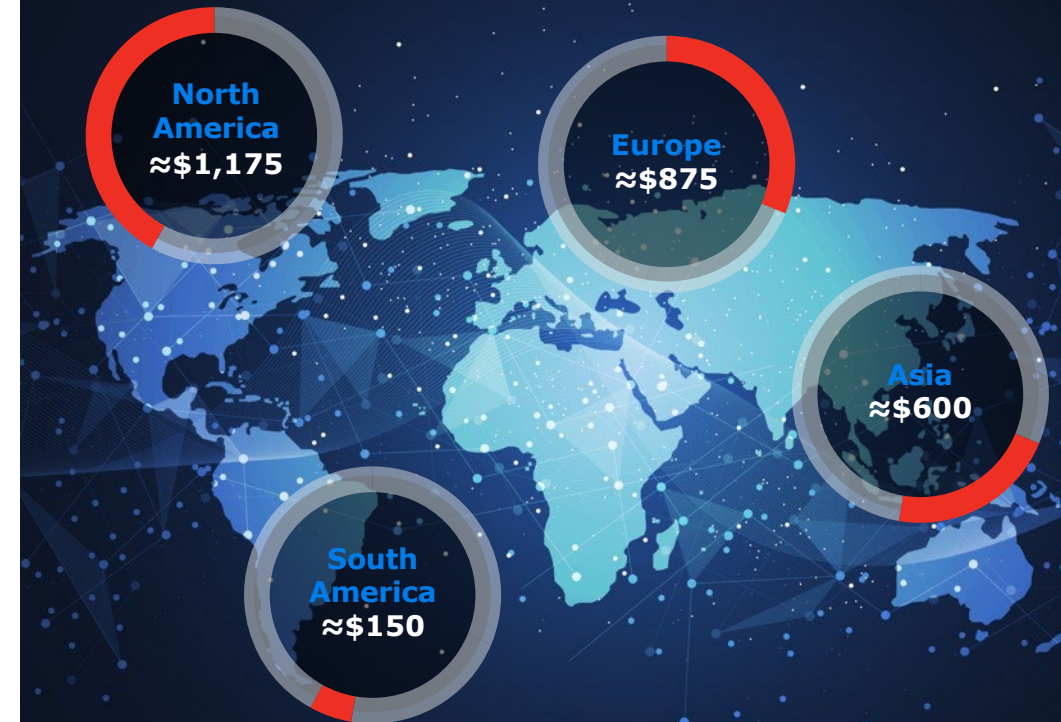 North
America
≈$1,175
Europe
≈$875
Asia
≈$600
South
America
≈$150